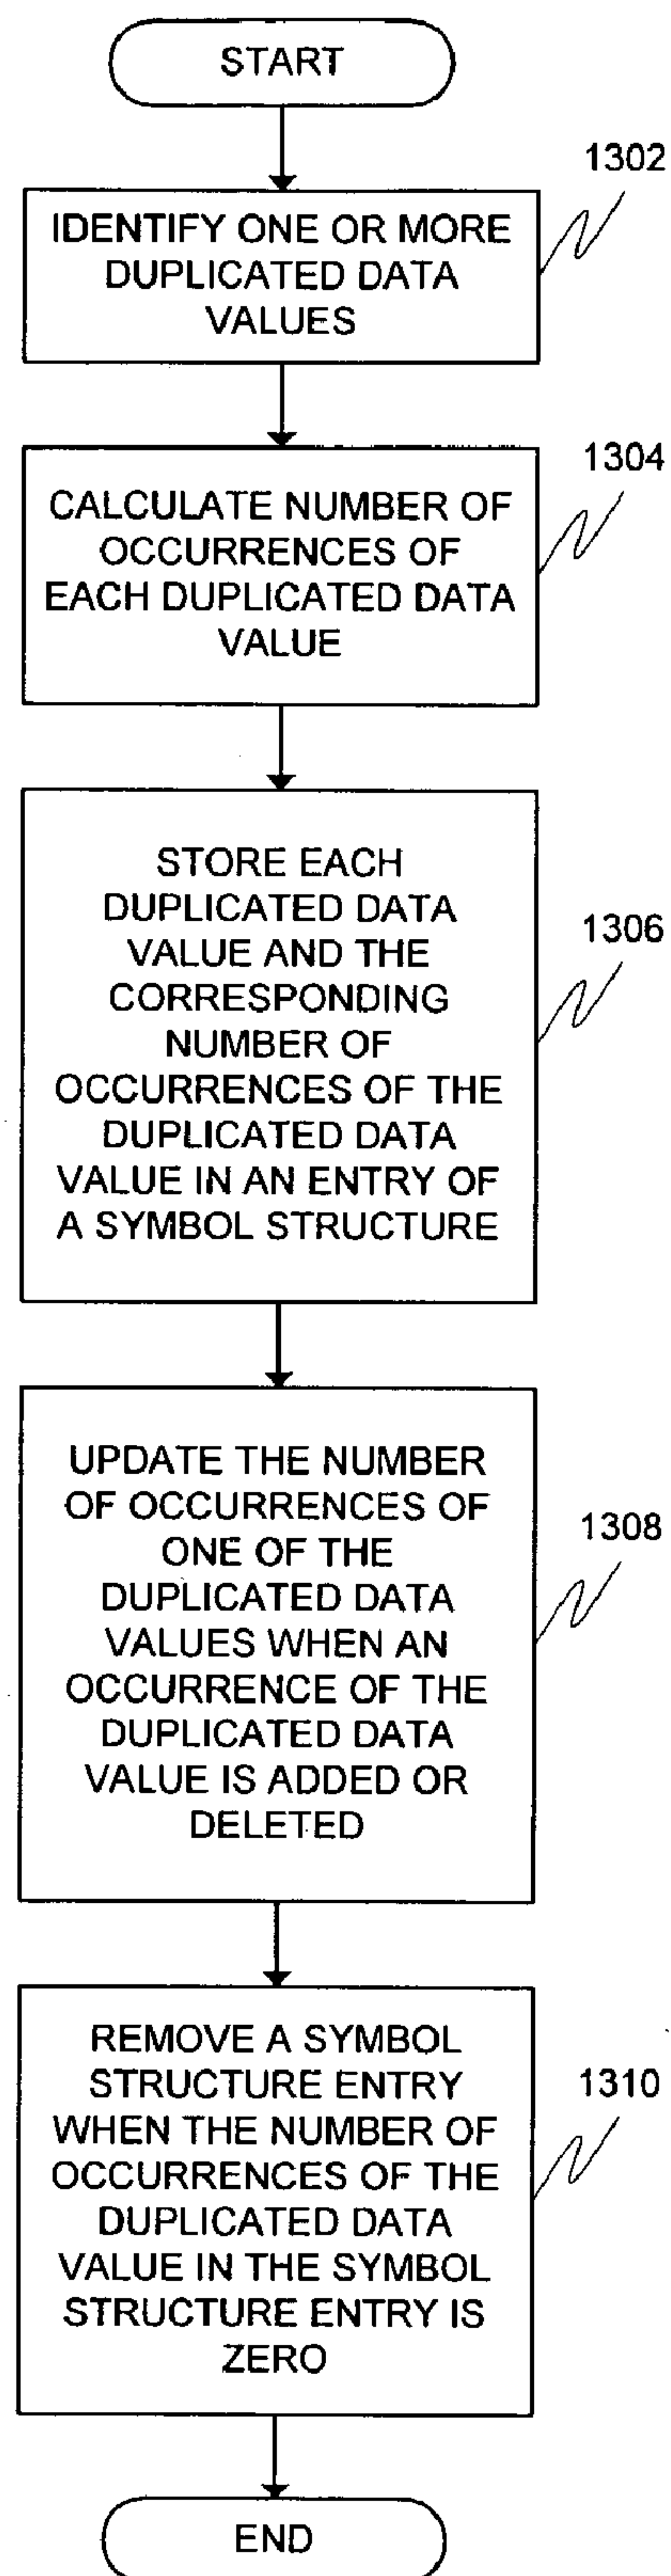 START
1302
IDENTIFY ONE OR MORE
DUPLICATED DATA
VALUES
1304
CALCULATE NUMBER OF
OCCURRENCES OF
EACH DUPLICATED DATA
VALUE
1306
STORE EACH
DUPLICATED DATA
VALUE AND THE
CORRESPONDING
NUMBER OF
OCCURRENCES OF THE
DUPLICATED DATA
VALUE IN AN ENTRY OF
A SYMBOL STRUCTURE
1308
UPDATE THE NUMBER
OF OCCURRENCES OF
ONE OF THE
DUPLICATED DATA
VALUES WHEN AN
OCCURRENCE OF THE
DUPLICATED DATA
VALUE IS ADDED OR
DELETED
1310
REMOVE A SYMBOL
STRUCTURE ENTRY
WHEN THE NUMBER OF
OCCURRENCES OF THE
DUPLICATED DATA
VALUE IN THE SYMBOL
STRUCTURE ENTRY IS
ZERO
END